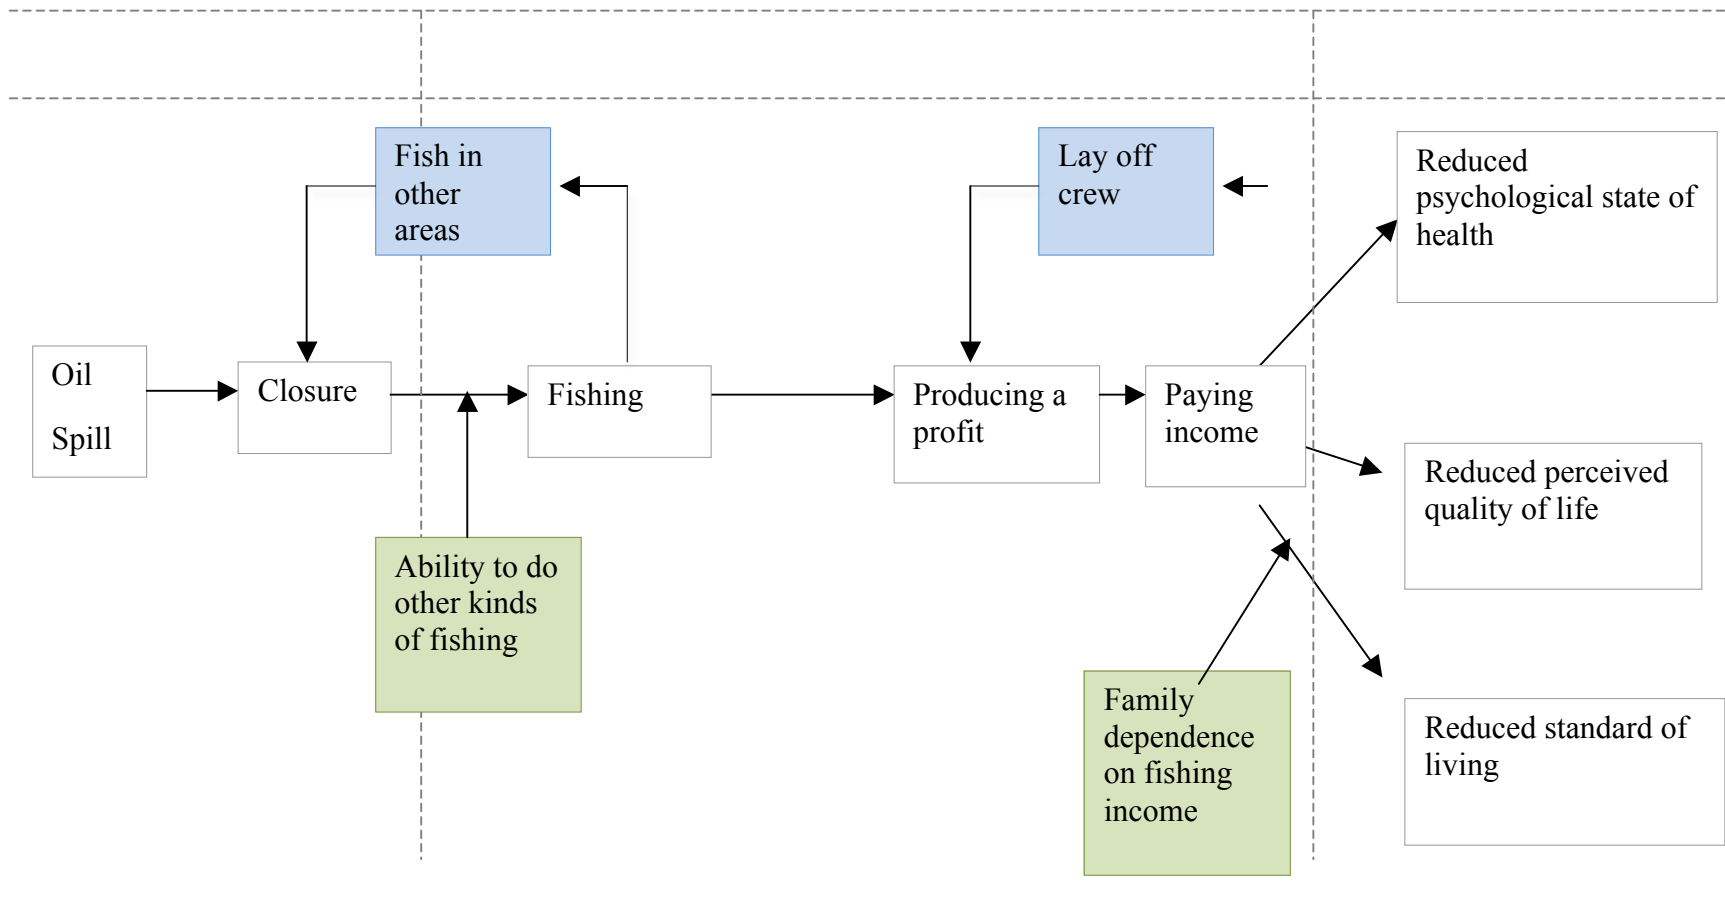 Fish in
other
areas
Lay off
crew
Reduced
psychological state of
health
Oil
Spill
Closure
Fishing
Producing a
profit
Paying
income
Reduced perceived
quality of life
Ability to do
other kinds
of fishing
Family
dependence
on fishing
income
Reduced standard of
living